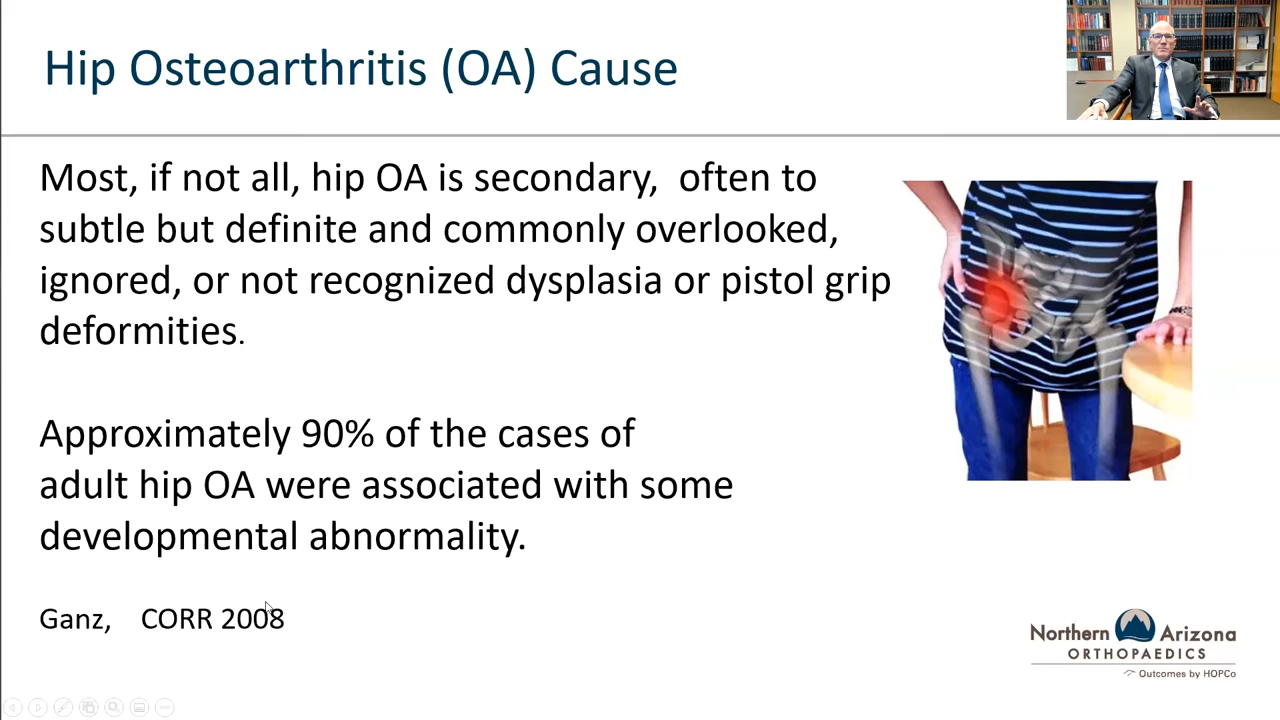 Hip Osteoarthritis (OA) Cause
Most, if not all, hip OA is secondary,  often to
subtle but definite and commonly overlooked,
ignored, or not recognized dysplasia or pistol grip
deformities.
Approximately 90% of the cases of
adult hip OA were associated with some
developmental abnormality.
Ganz,    CORR 2008
Northern Arizona
ORTHOPAEDICS
Outcomes by HOPCo